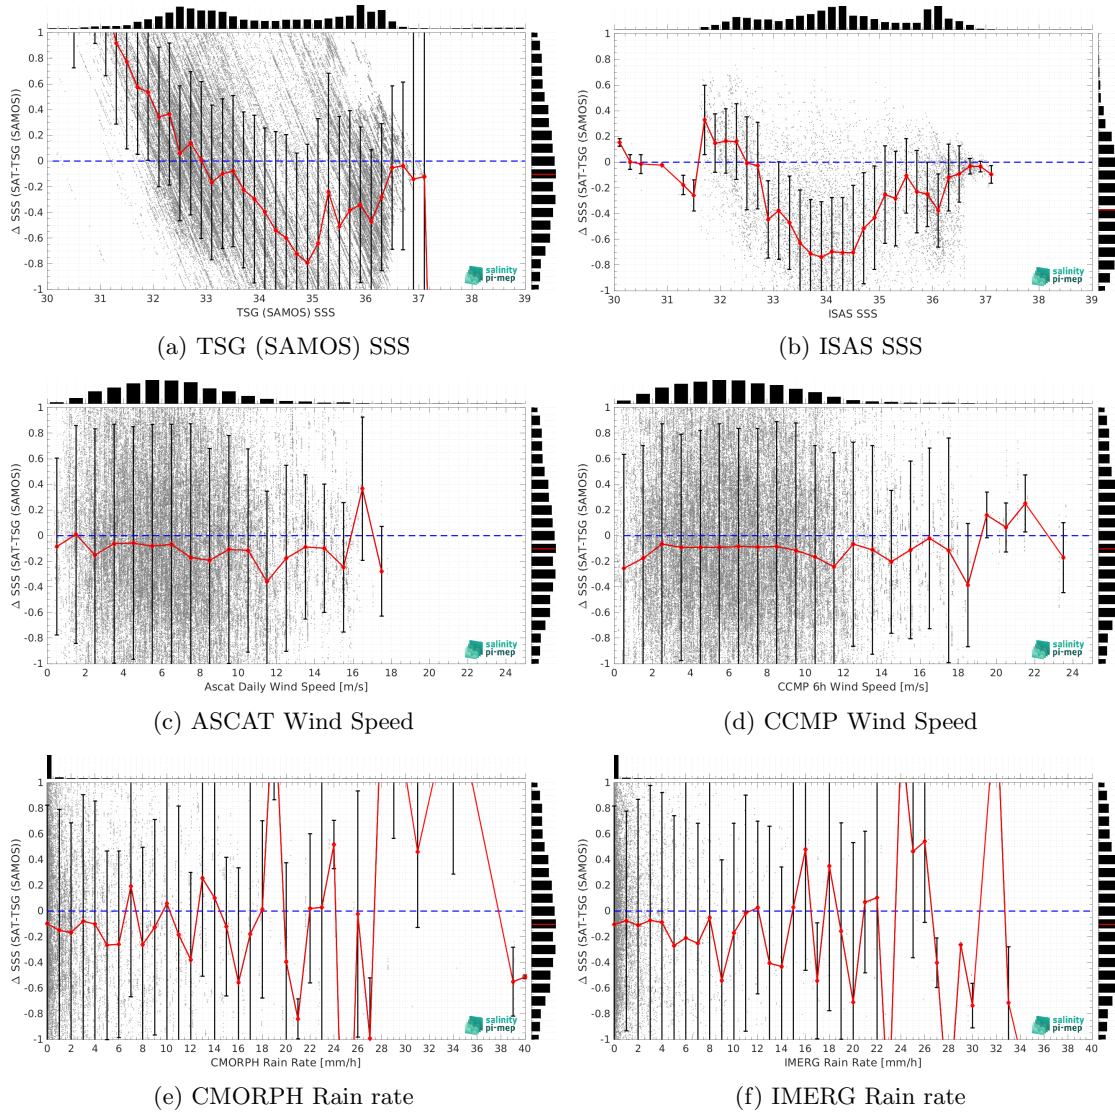 1
0.8
0.6
0.4
0.2
0
-0.2
-0.4
-0.6
-0.8
-1
Δ SSS (SAT-TSG (SAMOS))
30 31 32 33 34 35 36 37 38 39
TSG (SAMOS) SSS
salinity
pi-mep
(a) TSG (SAMOS) SSS
1
0.8
0.6
0.4
0.2
0
-0.2
-0.4
-0.6
-0.8
-1
Δ SSS (SAT-TSG (SAMOS))
30 31 32 33 34 35 36 37 38 39
ISAS SSS
salinity
pi-mep
(b) ISAS SSS
1
0.8
0.6
0.4
0.2
0
-0.2
-0.4
-0.6
-0.8
-1
Δ SSS (SAT-TSG (SAMOS))
0 2 4 6 8 10 12 14 16 18 20 22 24
Ascat Daily Wind Speed [m/s]
salinity
pi-mep
(c) ASCAT Wind Speed
1
0.8
0.6
0.4
0.2
0
-0.2
-0.4
-0.6
-0.8
-1
Δ SSS (SAT-TSG (SAMOS))
0 2 4 6 8 10 12 14 16 18 20 22 24
CCMP 6h Wind Speed [m/s]
salinity
pi-mep
(d) CCMP Wind Speed
1
0.8
0.6
0.4
0.2
0
-0.2
-0.4
-0.6
-0.8
-1
Δ SSS (SAT-TSG (SAMOS))
0 2 4 6 8 10 12 14 16 18 20 22 24 26 28 30 32 34 36 38 40
CMORPH Rain Rate [mm/h]
salinity
pi-mep
(e) CMORPH Rain rate
1
0.8
0.6
0.4
0.2
0
-0.2
-0.4
-0.6
-0.8
-1
Δ SSS (SAT-TSG (SAMOS))
0 2 4 6 8 10 12 14 16 18 20 22 24 26 28 30 32 34 36 38 40
IMERG Rain Rate [mm/h]
salinity
pi-mep
(f) IMERG Rain rate